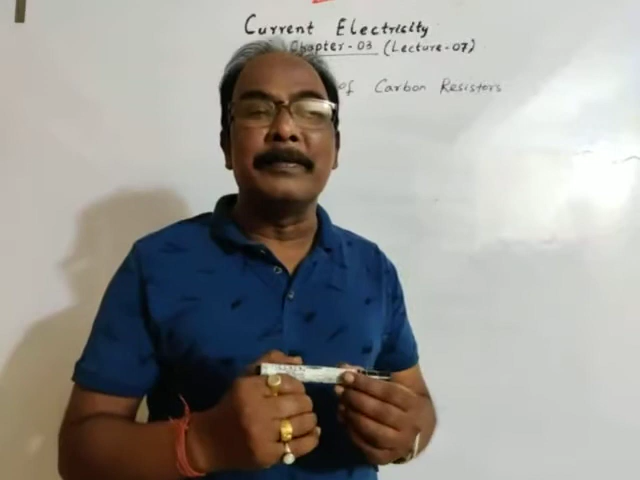 Current Electricity
Chapter-03 (Lecture-07)
of Carbon Resistors